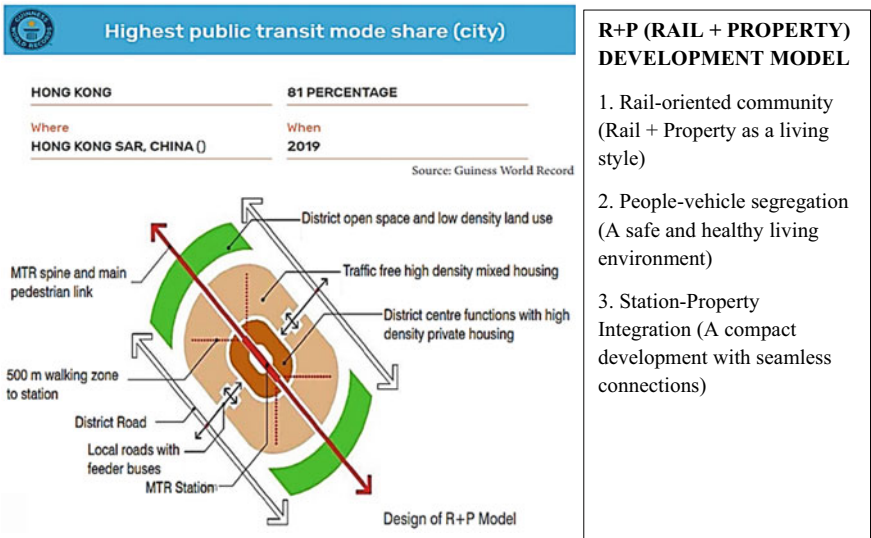 GUINNESS WORLD RECORDS
Highest public transit mode share (city)
HONG KONG
81 PERCENTAGE
Where
When
HONG KONG SAR, CHINA ()
2019
Source: Guiness World Record
District open space and low density land use
MTR spine and main
pedestrian link
Traffic free high density mixed housing
District centre functions with high
density private housing
500 m walking zone
to station
District Road
Local roads with
feeder buses
MTR Station
Design of R+P Model
R+P (RAIL + PROPERTY)
DEVELOPMENT MODEL
1. Rail-oriented community
(Rail + Property as a living
style)
2. People-vehicle segregation
(A safe and healthy living
environment)
3. Station-Property
Integration (A compact
development with seamless
connections)